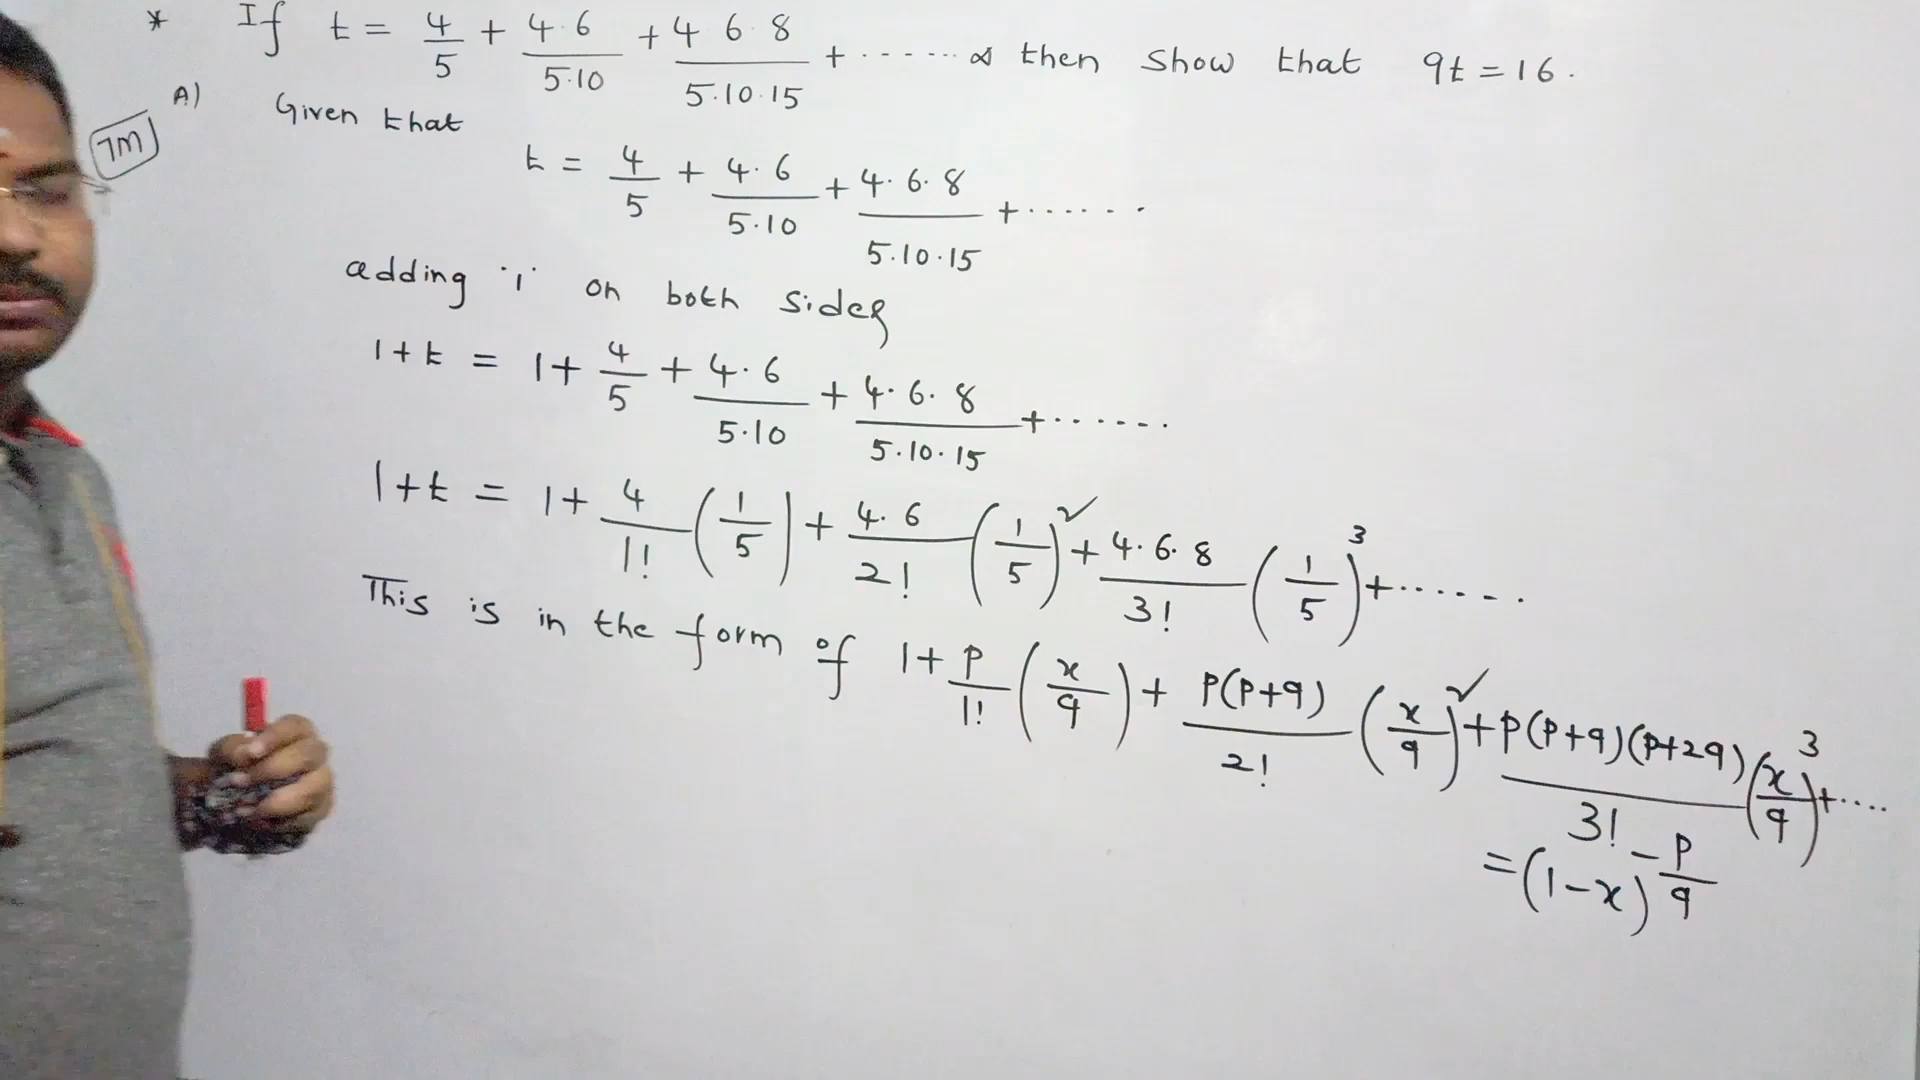 * If t = 4/5 + 4·6/5·10 + 4 6 8/5·10·15 + ······ ∞ then show that 9t = 16.
A) Given that
7M
t = 4/5 + 4·6/5·10 + 4·6·8/5·10·15 + ······
adding '1' on both sides
1+t = 1 + 4/5 + 4·6/5·10 + 4·6·8/5·10·15 + ······
1+t = 1 + 4/1! (1/5) + 4·6/2! (1/5)² + 4·6·8/3! (1/5)³ + ······
This is in the form of 1 + p/1! (x/q) + p(p+q)/2! (x/q)² + p(p+q)(p+2q)/3! (x/q)³ + ····
= (1-x)^(-p/q)